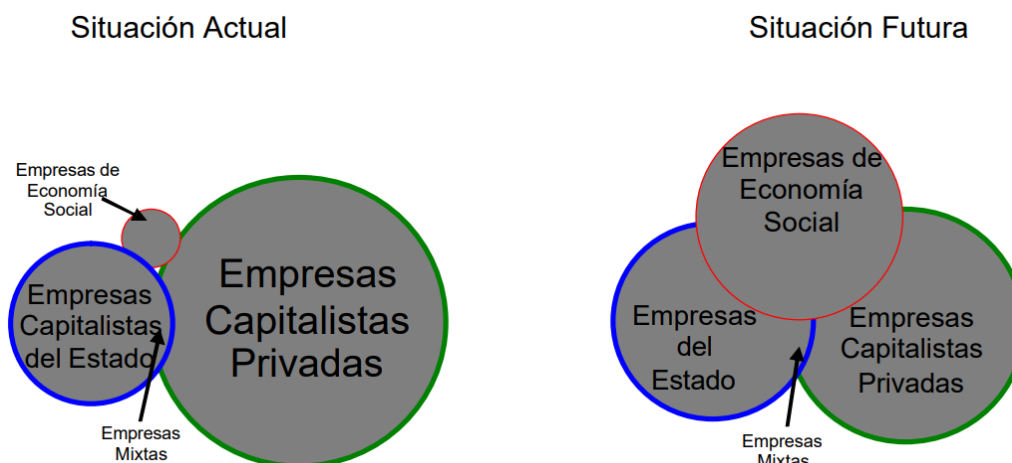 Situación Actual
Situación Futura
Empresas de
Economía
Social
Empresas
Capitalistas
del Estado
Empresas
Capitalistas
Privadas
Empresas
Mixtas
Empresas de
Economía
Social
Empresas
del
Estado
Empresas
Capitalistas
Privadas
Empresas
Mixtas